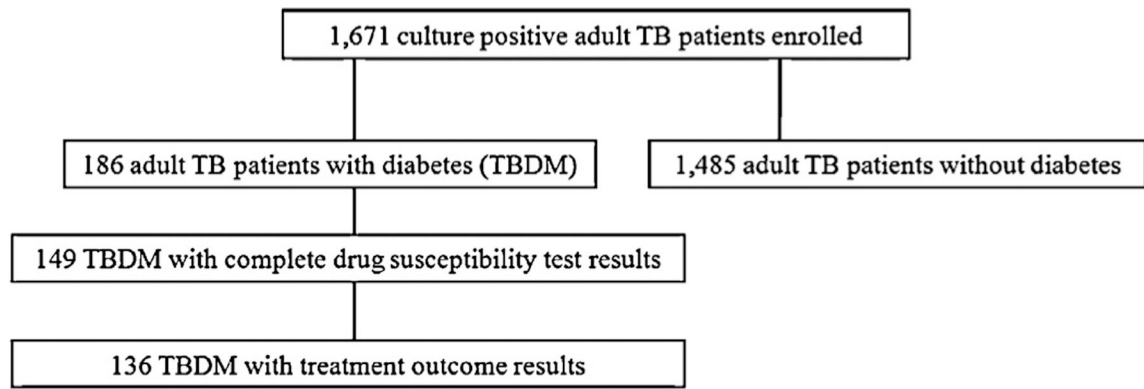 1,671 culture positive adult TB patients enrolled
186 adult TB patients with diabetes (TBDM)
1,485 adult TB patients without diabetes
149 TBDM with complete drug susceptibility test results
136 TBDM with treatment outcome results